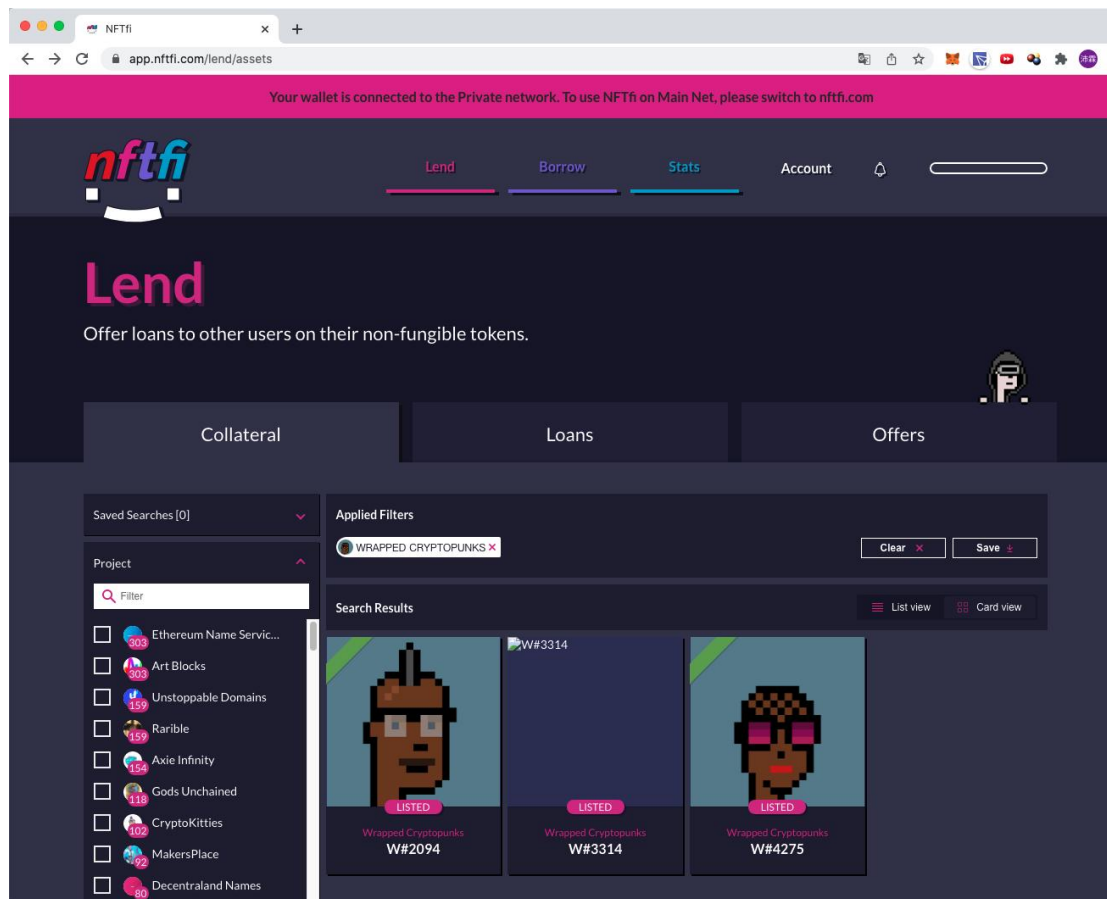 NFTfi
app.nftfi.com/lend/assets
沛霖
Your wallet is connected to the Private network. To use NFTfi on Main Net, please switch to nftfi.com
nftfi
Lend
Borrow
Stats
Account
Lend
Offer loans to other users on their non-fungible tokens.
Collateral
Loans
Offers
Saved Searches [0]
Project
Filter
303
Ethereum Name Servic...
303
Art Blocks
159
Unstoppable Domains
159
Rarible
154
Axie Infinity
118
Gods Unchained
102
CryptoKitties
92
MakersPlace
80
Decentraland Names
Applied Filters
WRAPPED CRYPTOPUNKS
Clear
Save
Search Results
List view
Card view
LISTED
Wrapped Cryptopunks
W#2094
W#3314
LISTED
Wrapped Cryptopunks
W#3314
LISTED
Wrapped Cryptopunks
W#4275